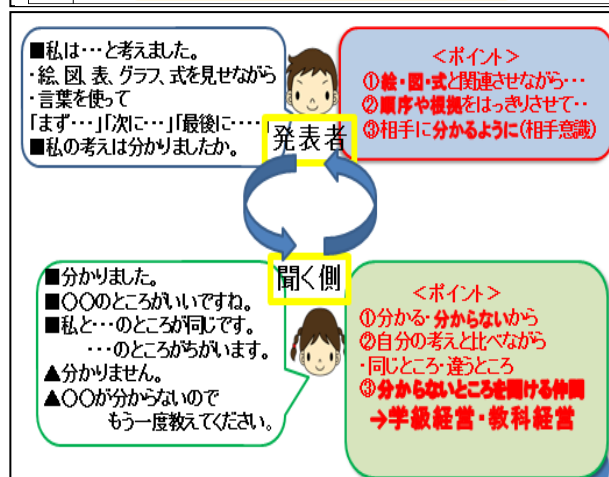 ■私は・・・と考えました。
・絵、図、表、グラフ、式を見せながら
・言葉を使って
「まず・・・」「次に・・・」「最後に・・・・・」
■私の考えは分かりましたか。
発表者
＜ポイント＞
①絵・図・式と関連させながら・・・
②順序や根拠をはっきりさせて・・
③相手に分かるように(相手意識)
聞く側
■分かりました。
■〇〇のところがいいですね。
■私と・・・のところが同じです。
・・・のところがちがいます。
▲分かりません。
▲〇〇が分からないので
もう一度教えてください。
＜ポイント＞
①分かる・分からないから
②自分の考えと比べながら
・同じところ・違うところ
③分からないところを聞ける仲間
→学級経営・教科経営